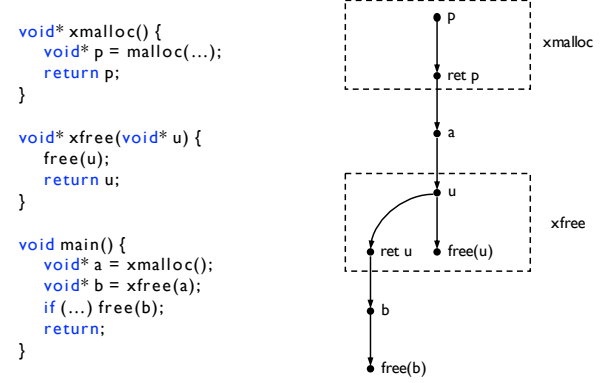 void* xmalloc() {
void* p = malloc(...);
return p;
}
void* xfree(void* u) {
free(u);
return u;
}
void main() {
void* a = xmalloc();
void* b = xfree(a);
if (...) free(b);
return;
}
p
xmalloc
ret p
a
u
xfree
ret u
free(u)
b
free(b)